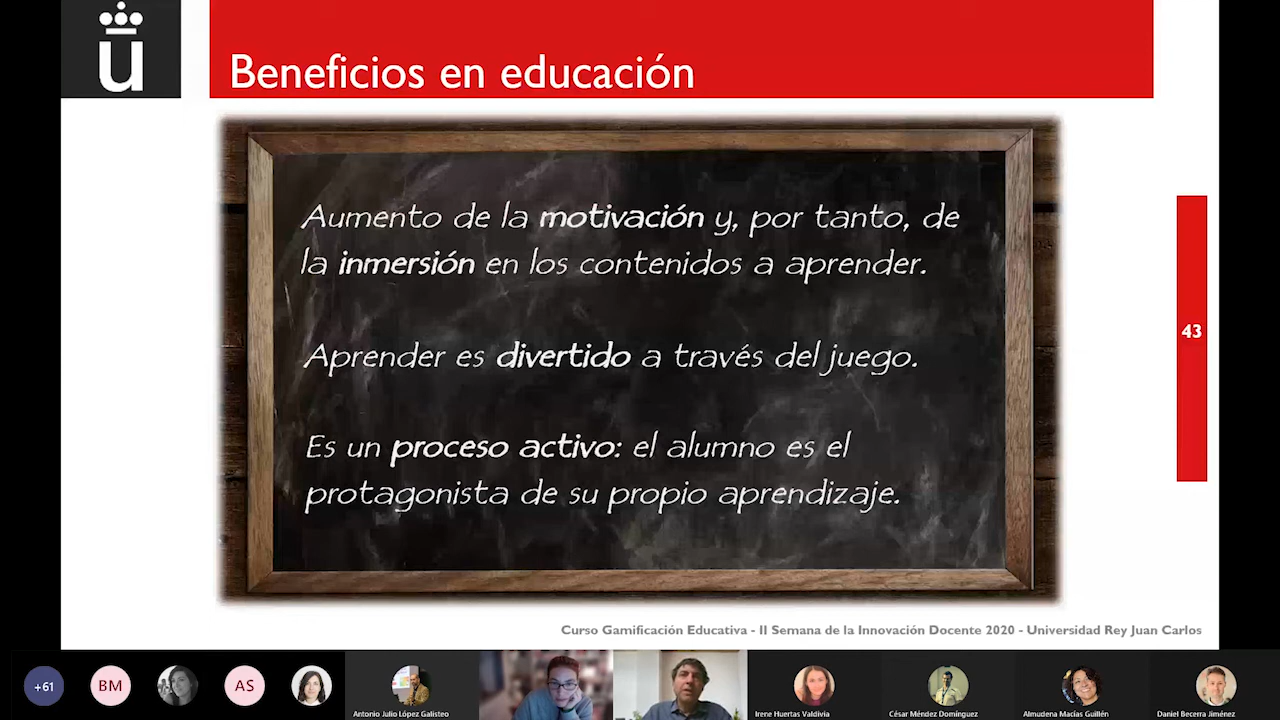 u
Beneficios en educación
Aumento de la motivación y, por tanto, de
la inmersión en los contenidos a aprender.
Aprender es divertido a través del juego.
Es un proceso activo: el alumno es el
protagonista de su propio aprendizaje.
43
Curso Gamificación Educativa - II Semana de la Innovación Docente 2020 - Universidad Rey Juan Carlos
+61
BM
AS
Antonio Julio López Galisteo
Irene Huertas Valdivia
César Méndez Domínguez
Almudena Macías Guillén
Daniel Becerra Jiménez